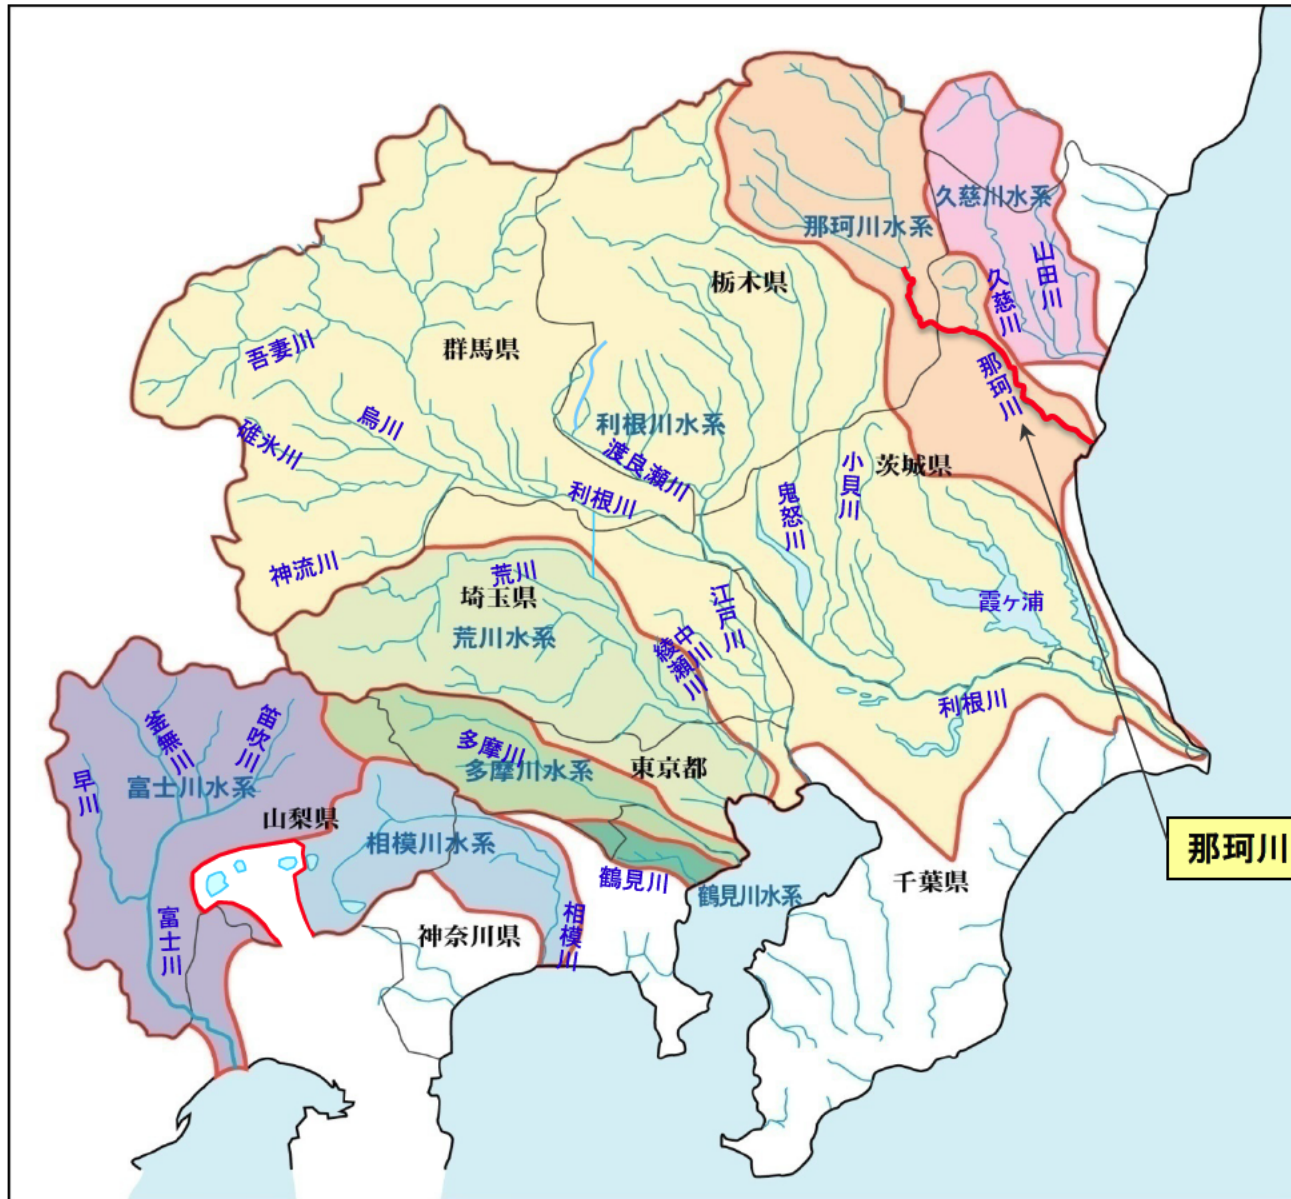 久慈川水系
那珂川水系
山田川
久慈川
栃木県
吾妻川
群馬県
那珂川
烏川
利根川水系
碓氷川
渡良瀬川
小貝川
茨城県
利根川
鬼怒川
神流川
荒川
埼玉県
江戸川
霞ヶ浦
荒川水系
中川
綾瀬川
利根川
釜無川
笛吹川
多摩川
早川
富士川水系
多摩川水系
東京都
山梨県
相模川水系
那珂川
鶴見川
千葉県
鶴見川水系
富士川
神奈川県
相模川